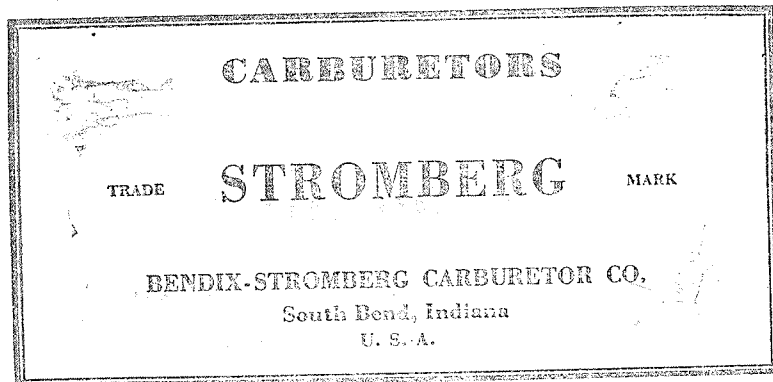 CARBURETORS
TRADE STROMBERG MARK
BENDIX-STROMBERG CARBURETOR CO.
South Bend, Indiana
U. S. A.